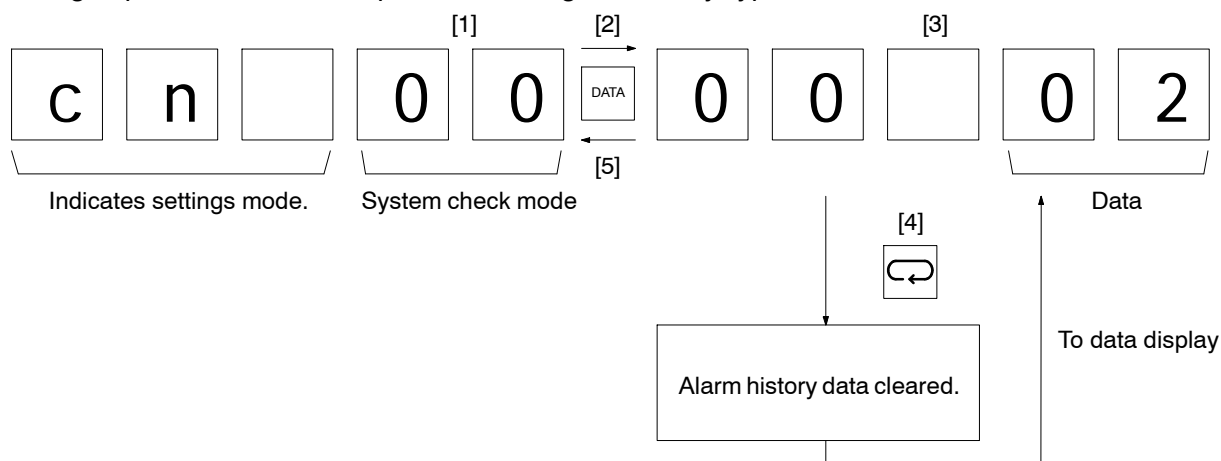 [1] [2] [3]
c n 0 0 DATA 0 0 0 2
[5]
Indicates settings mode. System check mode Data
[4]
To data display
Alarm history data cleared.